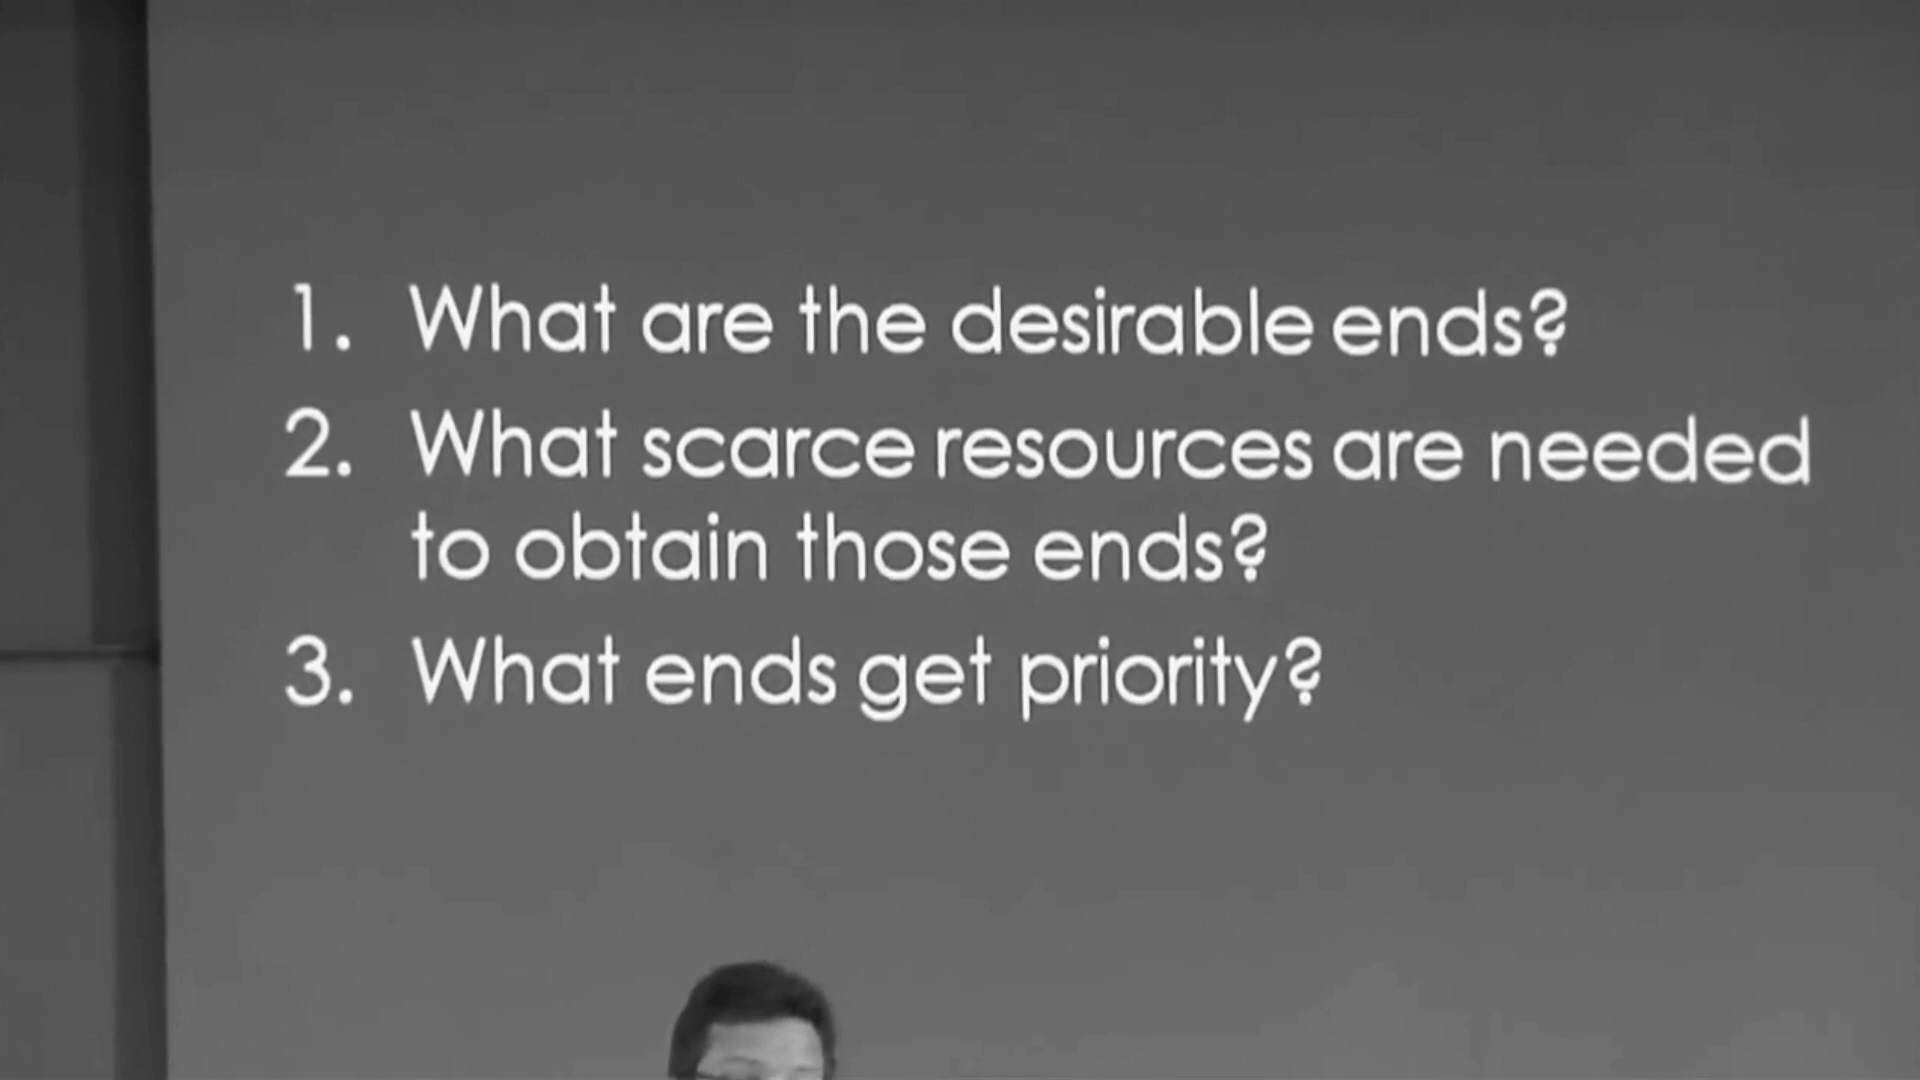 1. What are the desirable ends?
2. What scarce resources are needed
to obtain those ends?
3. What ends get priority?